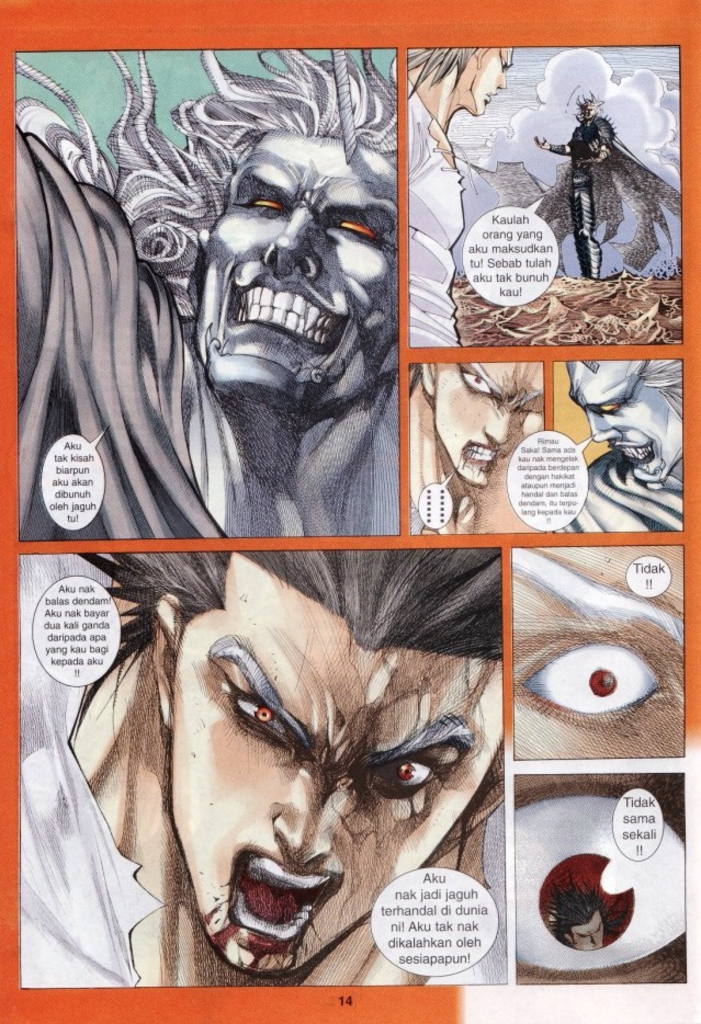 Aku
tak kisah
biarpun
aku akan
dibunuh
oleh jaguh
tu!
Kaulah
orang yang
aku maksudkan
tu! Sebab tulah
aku tak bunuh
kau!
Rimau
Saka! Sama ada
kau nak mengelak
daripada berdepan
dengan hakikat
ataupun menjadi
handal dan balas
dendam, itu terpu-
lang kepada kau
!!
Aku nak
balas dendam!
Aku nak bayar
dua kali ganda
daripada apa
yang kau bagi
kepada aku
!!
Aku
nak jadi jaguh
terhandal di dunia
ni! Aku tak nak
dikalahkan oleh
sesiapapun!
Tidak
!!
Tidak
sama
sekali
!!
14